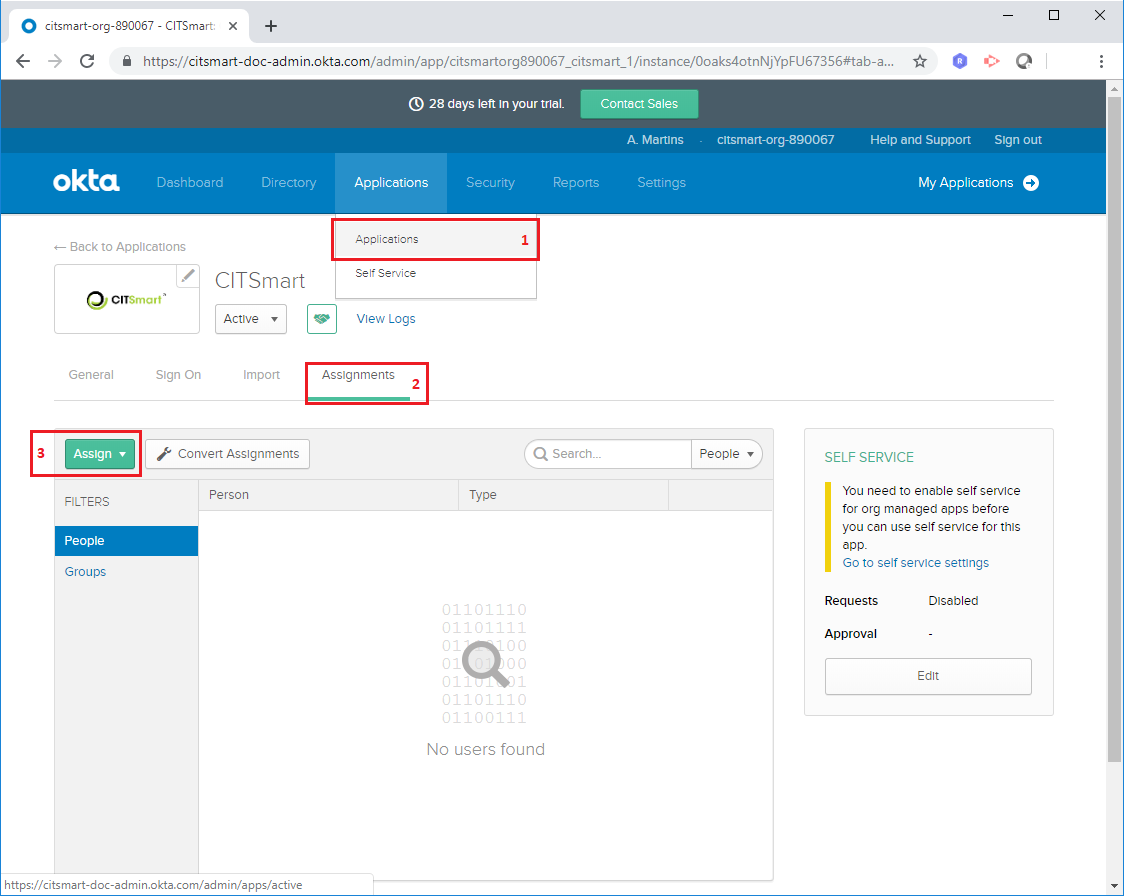 citsmart-org-890067 - CITSmart
https://citsmart-doc-admin.okta.com/admin/app/citsmartorg890067_citsmart_1/instance/0oaks4otnNjYpFU67356#tab-a...
R
28 days left in your trial. Contact Sales
A. Martins · citsmart-org-890067 Help and Support Sign out
okta Dashboard Directory Applications Security Reports Settings My Applications
Applications 1
Self Service
← Back to Applications
CITSmart™
CITSmart
Active View Logs
General Sign On Import Assignments 2
3 Assign Convert Assignments Search... People
FILTERS
People
Groups
Person Type
01101110
01101111
01100100
01101000
01101001
01101110
01100111
No users found
SELF SERVICE
You need to enable self service
for org managed apps before
you can use self service for this
app.
Go to self service settings
Requests Disabled
Approval -
Edit
https://citsmart-doc-admin.okta.com/admin/apps/active